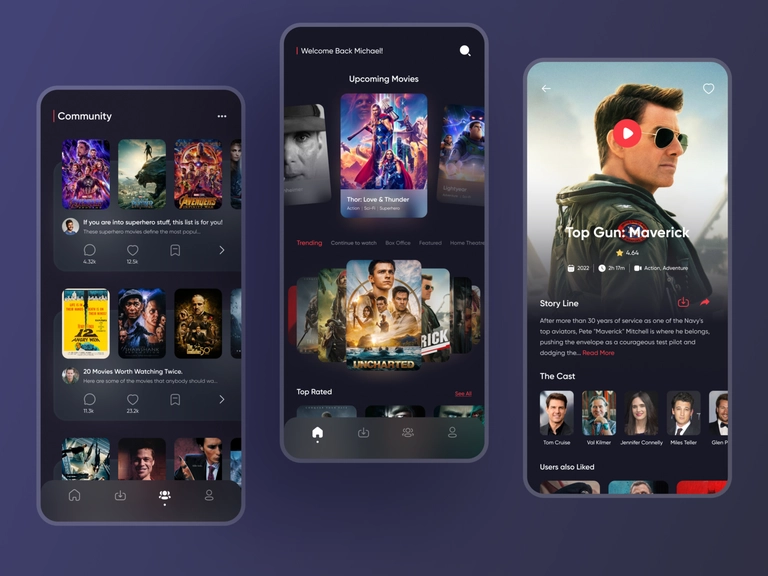 Community
•••
If you are into superhero stuff, this list is for you!
These superhero movies define the most popul...
4.32k
12.5k
12
ANGRY MEN
20 Movies Worth Watching Twice.
Here are some of the movies that anybody should wa...
11.3k
23.2k
Welcome Back Michael!
Upcoming Movies
Thor: Love & Thunder
Action | Sci-Fi | Superhero
Lightyear
Trending
Continue to watch
Box Office
Featured
Home Theatre
UNCHARTED
Top Rated
See All
Top Gun: Maverick
4.64
2022
2h 17m
Action, Adventure
Story Line
After more than 30 years of service as one of the Navy's
top aviators, Pete "Maverick" Mitchell is where he belongs,
pushing the envelope as a courageous test pilot and
dodging the... Read More
The Cast
Tom Cruise
Val Kilmer
Jennifer Connelly
Miles Teller
Glen P
Users also Liked